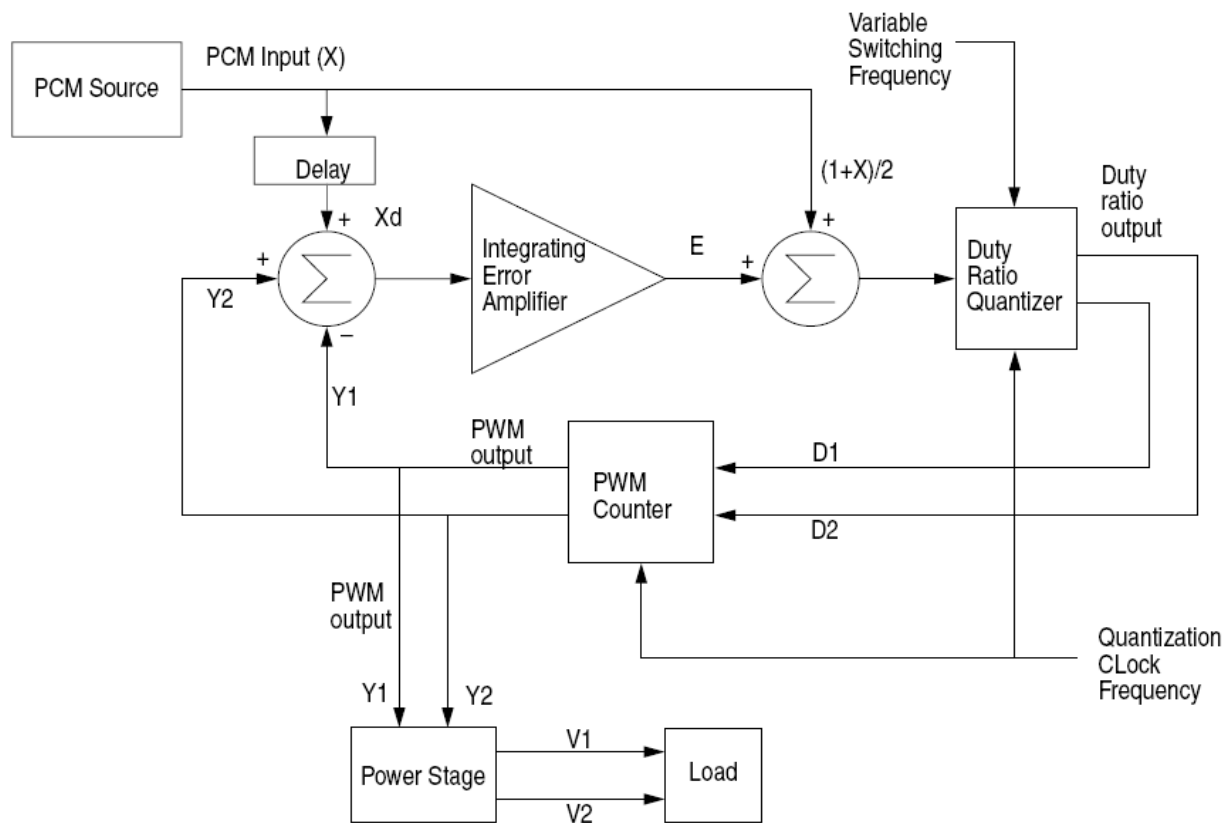 PCM Source
PCM Input (X)
Variable
Switching
Frequency
Delay
(1+X)/2
Duty
ratio
output
+
Xd
+
+
Y2
−
Integrating
Error
Amplifier
E
+
Duty
Ratio
Quantizer
Y1
PWM
output
PWM
Counter
D1
D2
PWM
output
Quantization
CLock
Frequency
Y1
Y2
Power Stage
V1
V2
Load